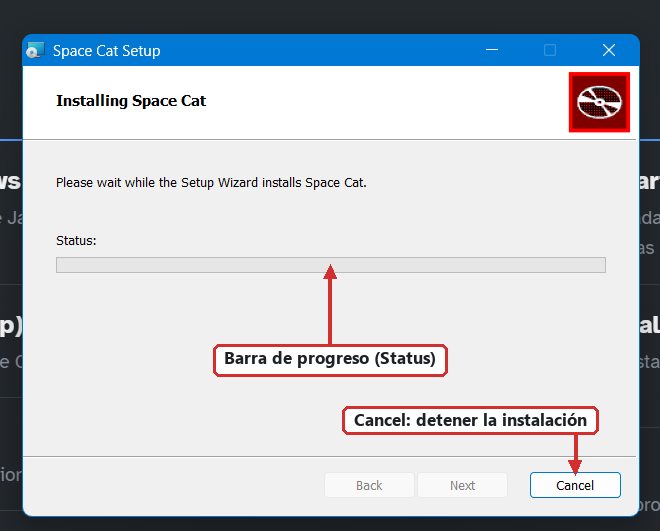 Space Cat Setup
Installing Space Cat
Please wait while the Setup Wizard installs Space Cat.
Status:
Barra de progreso (Status)
Cancel: detener la instalación
Back
Next
Cancel